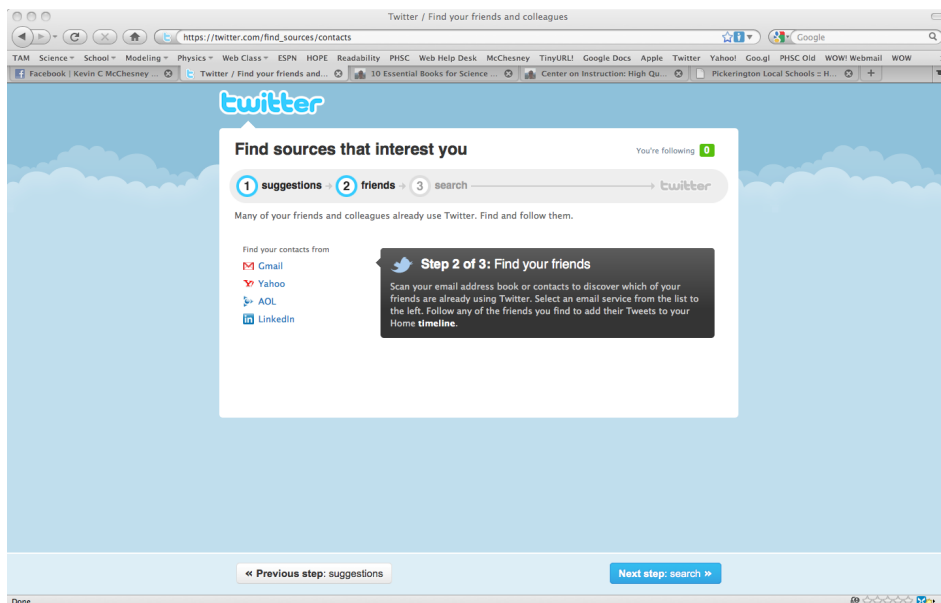 Twitter / Find your friends and colleagues
https://twitter.com/find_sources/contacts
Google
TAM Science School Modeling Physics Web Class ESPN HOPE Readability PHSC Web Help Desk McChesney TinyURL! Google Docs Apple Twitter Yahoo! Goo.gl PHSC Old WOW! Webmail WOW
Facebook | Kevin C McChesney ... Twitter / Find your friends and... 10 Essential Books for Science ... Center on Instruction: High Qu... Pickerington Local Schools :: H... +
twitter
Find sources that interest you
You're following 0
1 suggestions 2 friends 3 search twitter
Many of your friends and colleagues already use Twitter. Find and follow them.
Find your contacts from
Gmail
Yahoo
AOL
LinkedIn
Step 2 of 3: Find your friends
Scan your email address book or contacts to discover which of your
friends are already using Twitter. Select an email service from the list to
the left. Follow any of the friends you find to add their Tweets to your
Home timeline.
« Previous step: suggestions
Next step: search »
Done